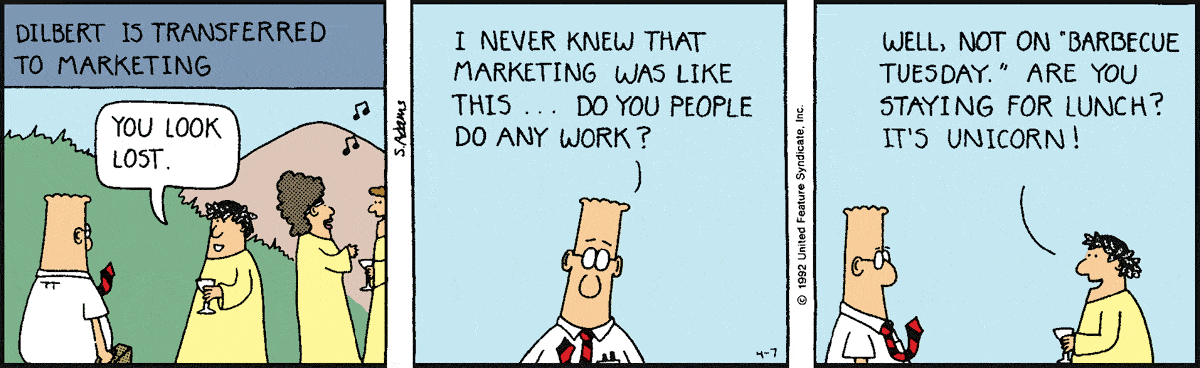 DILBERT IS TRANSFERRED
TO MARKETING
YOU LOOK
LOST.
S.Adams
I NEVER KNEW THAT
MARKETING WAS LIKE
THIS ... DO YOU PEOPLE
DO ANY WORK?
4-7
© 1992 United Feature Syndicate, Inc.
WELL, NOT ON "BARBECUE
TUESDAY." ARE YOU
STAYING FOR LUNCH?
IT'S UNICORN!